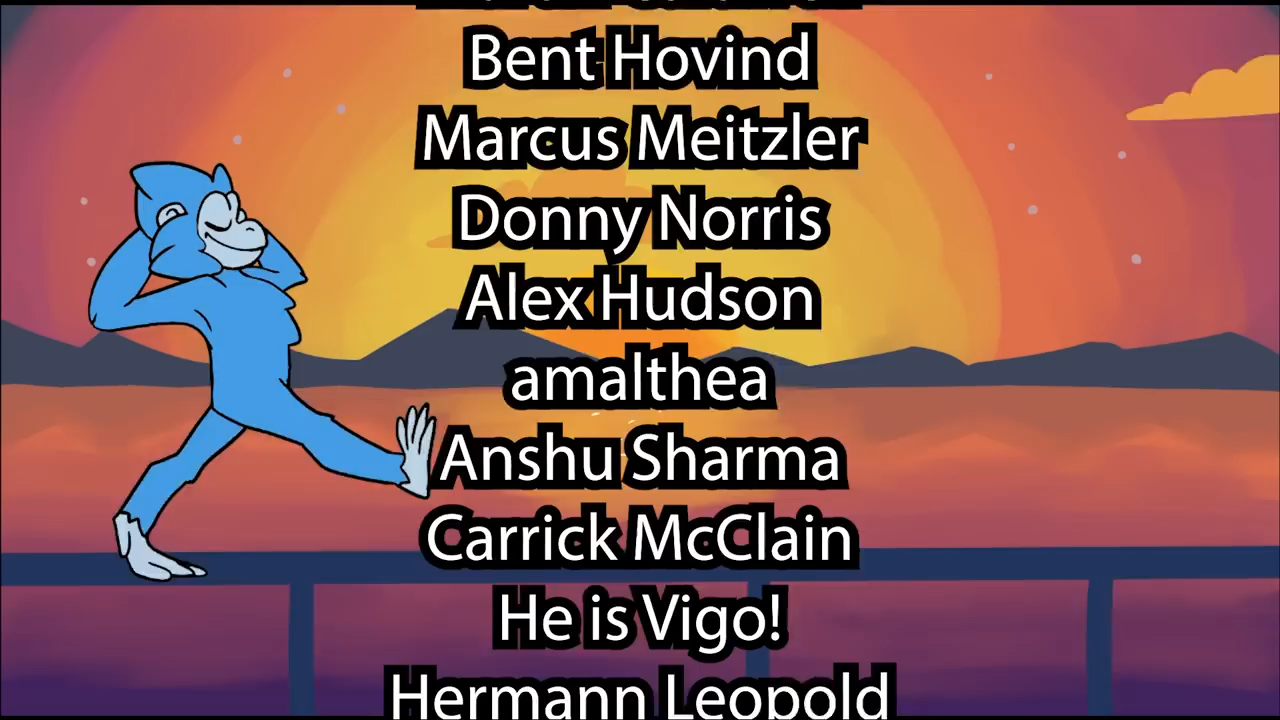 Bent Hovind
Marcus Meitzler
Donny Norris
Alex Hudson
amalthea
Anshu Sharma
Carrick McClain
He is Vigo!
Hermann Leopold